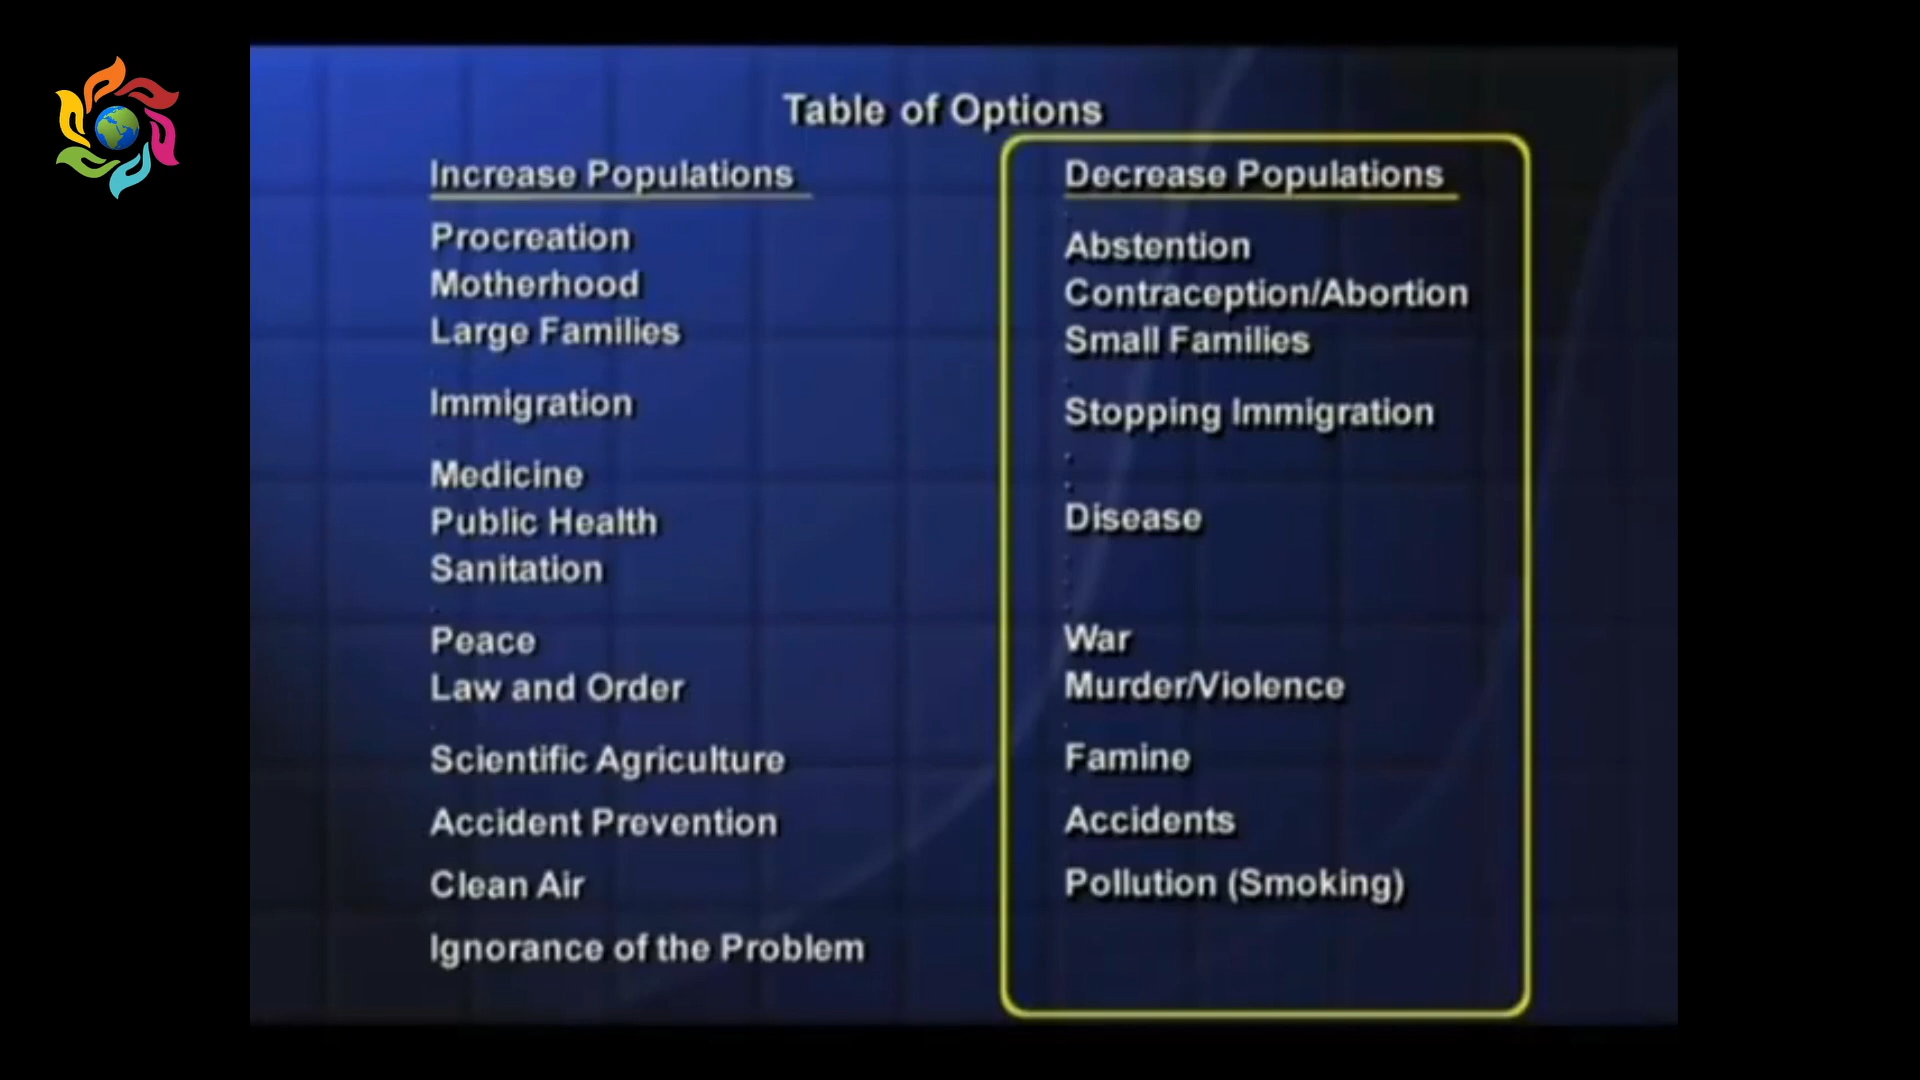 Table of Options
Increase Populations
Procreation
Motherhood
Large Families
Immigration
Medicine
Public Health
Sanitation
Peace
Law and Order
Scientific Agriculture
Accident Prevention
Clean Air
Ignorance of the Problem
Decrease Populations
Abstention
Contraception/Abortion
Small Families
Stopping Immigration
Disease
War
Murder/Violence
Famine
Accidents
Pollution (Smoking)